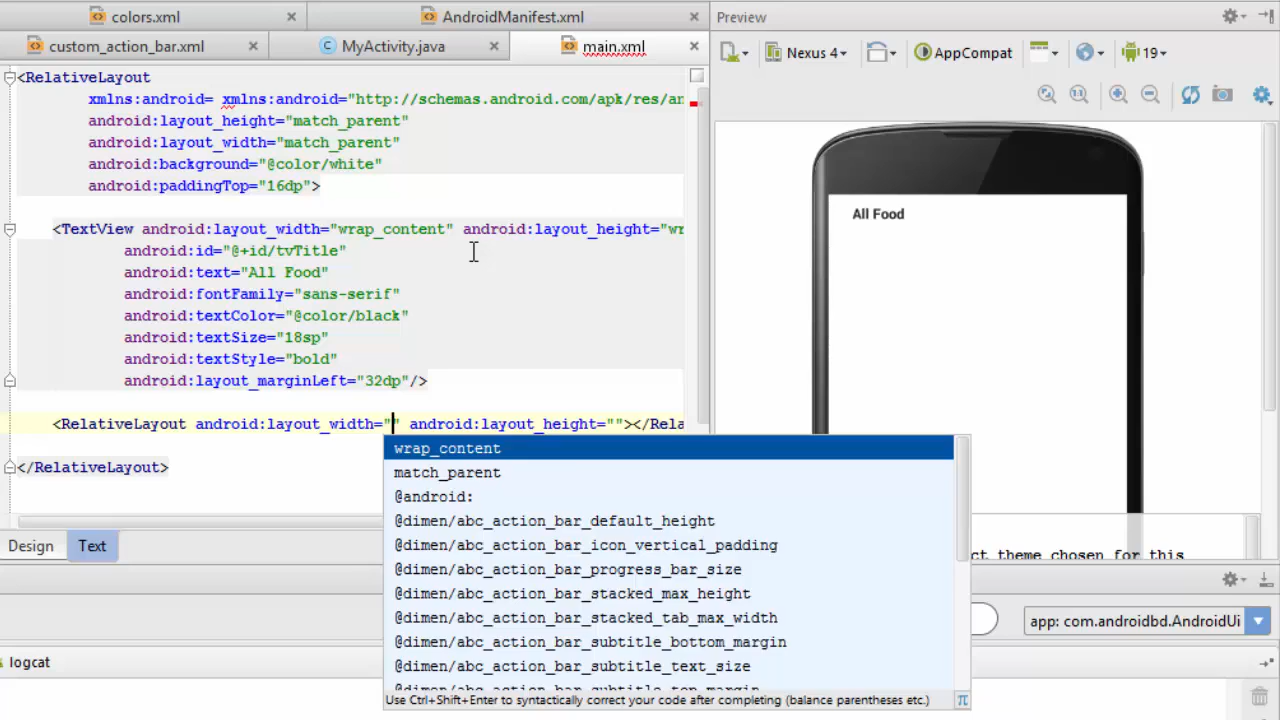 colors.xml
AndroidManifest.xml
Preview
custom_action_bar.xml
MyActivity.java
main.xml
Nexus 4
AppCompat
19
<RelativeLayout
xmlns:android= xmlns:android="http://schemas.android.com/apk/res/an
android:layout_height="match_parent"
android:layout_width="match_parent"
android:background="@color/white"
android:paddingTop="16dp">
<TextView android:layout_width="wrap_content" android:layout_height="wr
android:id="@+id/tvTitle"
android:text="All Food"
android:fontFamily="sans-serif"
android:textColor="@color/black"
android:textSize="18sp"
android:textStyle="bold"
android:layout_marginLeft="32dp"/>
<RelativeLayout android:layout_width="" android:layout_height=""></Rela
</RelativeLayout>
All Food
wrap_content
match_parent
@android:
@dimen/abc_action_bar_default_height
@dimen/abc_action_bar_icon_vertical_padding
@dimen/abc_action_bar_progress_bar_size
@dimen/abc_action_bar_stacked_max_height
@dimen/abc_action_bar_stacked_tab_max_width
@dimen/abc_action_bar_subtitle_bottom_margin
@dimen/abc_action_bar_subtitle_text_size
@dimen/abc_action_bar_subtitle_top_margin
Use Ctrl+Shift+Enter to syntactically correct your code after completing (balance parentheses etc.)
π
Design
Text
ct theme chosen for this
app: com.androidbd.AndroidUi
logcat